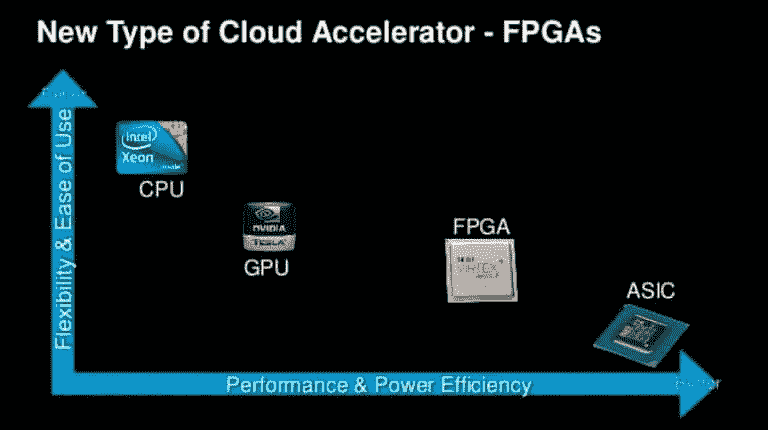 New Type of Cloud Accelerator - FPGAs
Flexibility & Ease of Use
intel
Xeon
CPU
NVIDIA
TESLA
GPU
FPGA
VIRTEX
ASIC
Performance & Power Efficiency